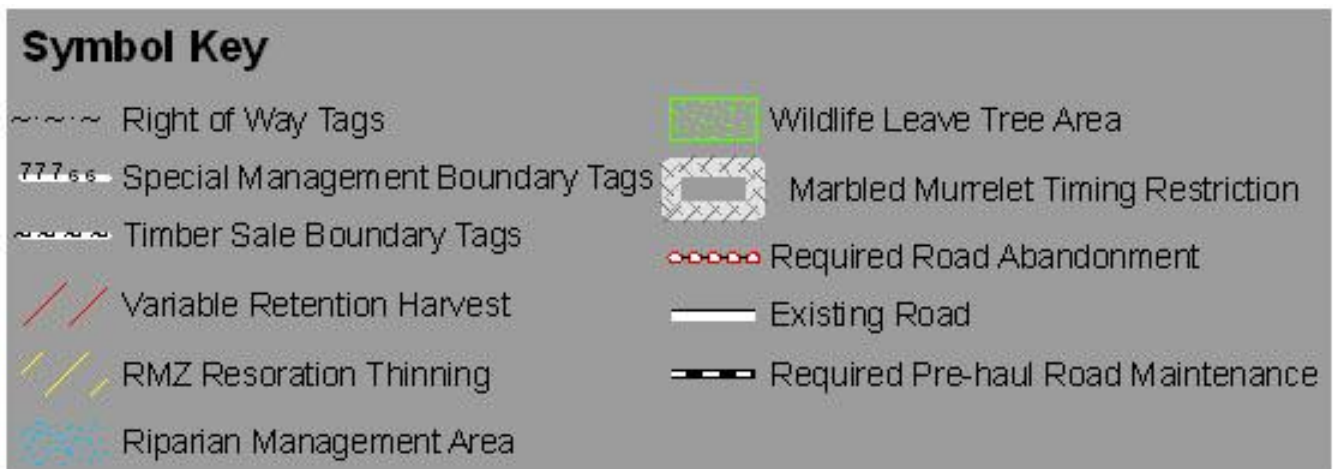 Symbol Key
Right of Way Tags
77766 Special Management Boundary Tags
Timber Sale Boundary Tags
Variable Retention Harvest
RMZ Resoration Thinning
Riparian Management Area
Wildlife Leave Tree Area
Marbled Murrelet Timing Restriction
Required Road Abandonment
Existing Road
Required Pre-haul Road Maintenance